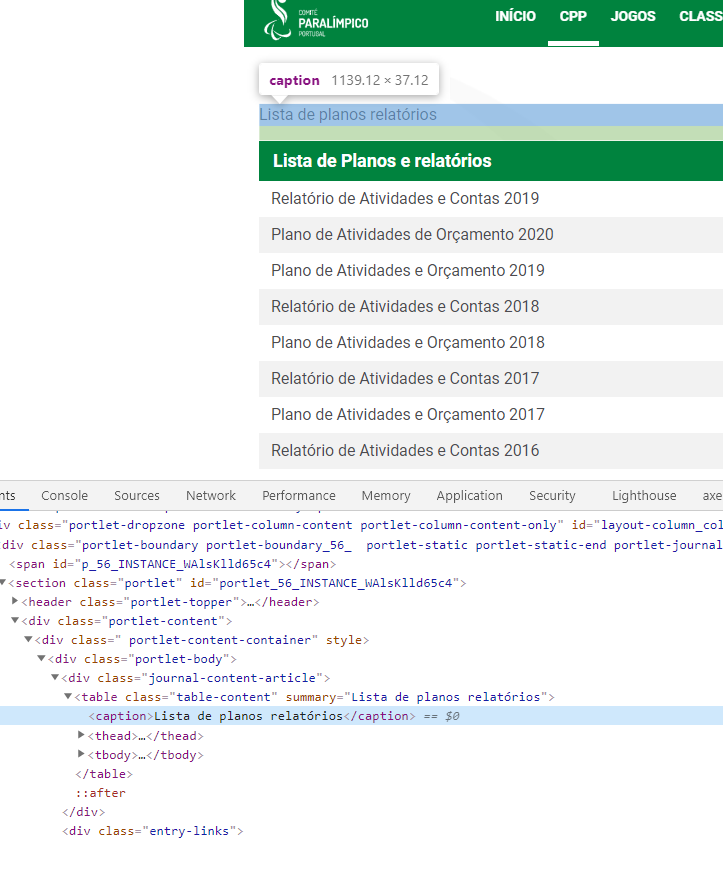 COMITÉ
PARALÍMPICO
PORTUGAL
INÍCIO CPP JOGOS CLASS
caption 1139.12 × 37.12
Lista de planos relatórios
Lista de Planos e relatórios
Relatório de Atividades e Contas 2019
Plano de Atividades de Orçamento 2020
Plano de Atividades e Orçamento 2019
Relatório de Atividades e Contas 2018
Plano de Atividades e Orçamento 2018
Relatório de Atividades e Contas 2017
Plano de Atividades e Orçamento 2017
Relatório de Atividades e Contas 2016
nts Console Sources Network Performance Memory Application Security Lighthouse axe
iv class="portlet-dropzone portlet-column-content portlet-column-content-only" id="layout-column_col
div class="portlet-boundary portlet-boundary_56_  portlet-static portlet-static-end portlet-journal
<span id="p_56_INSTANCE_WAlsKlld65c4"></span>
<section class="portlet" id="portlet_56_INSTANCE_WAlsKlld65c4">
<header class="portlet-topper">…</header>
<div class="portlet-content">
<div class=" portlet-content-container" style>
<div class="portlet-body">
<div class="journal-content-article">
<table class="table-content" summary="Lista de planos relatórios">
<caption>Lista de planos relatórios</caption> == $0
<thead>…</thead>
<tbody>…</tbody>
</table>
::after
</div>
<div class="entry-links">